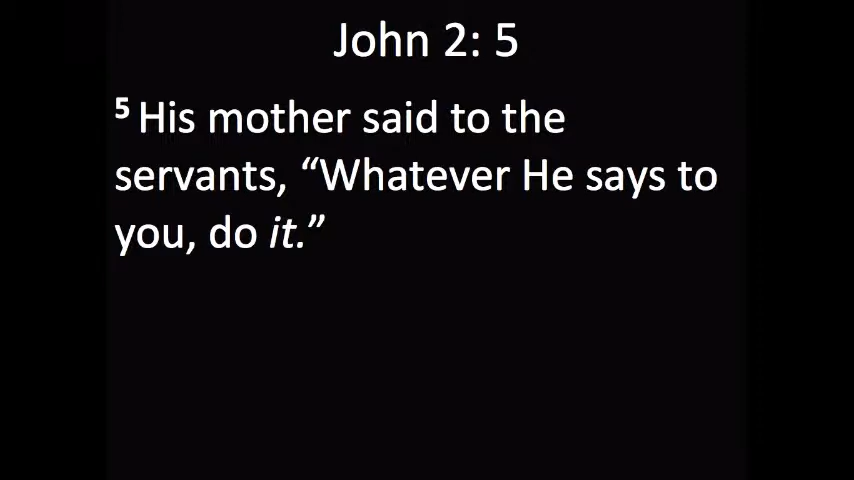 John 2: 5
5 His mother said to the
servants, “Whatever He says to
you, do it.”